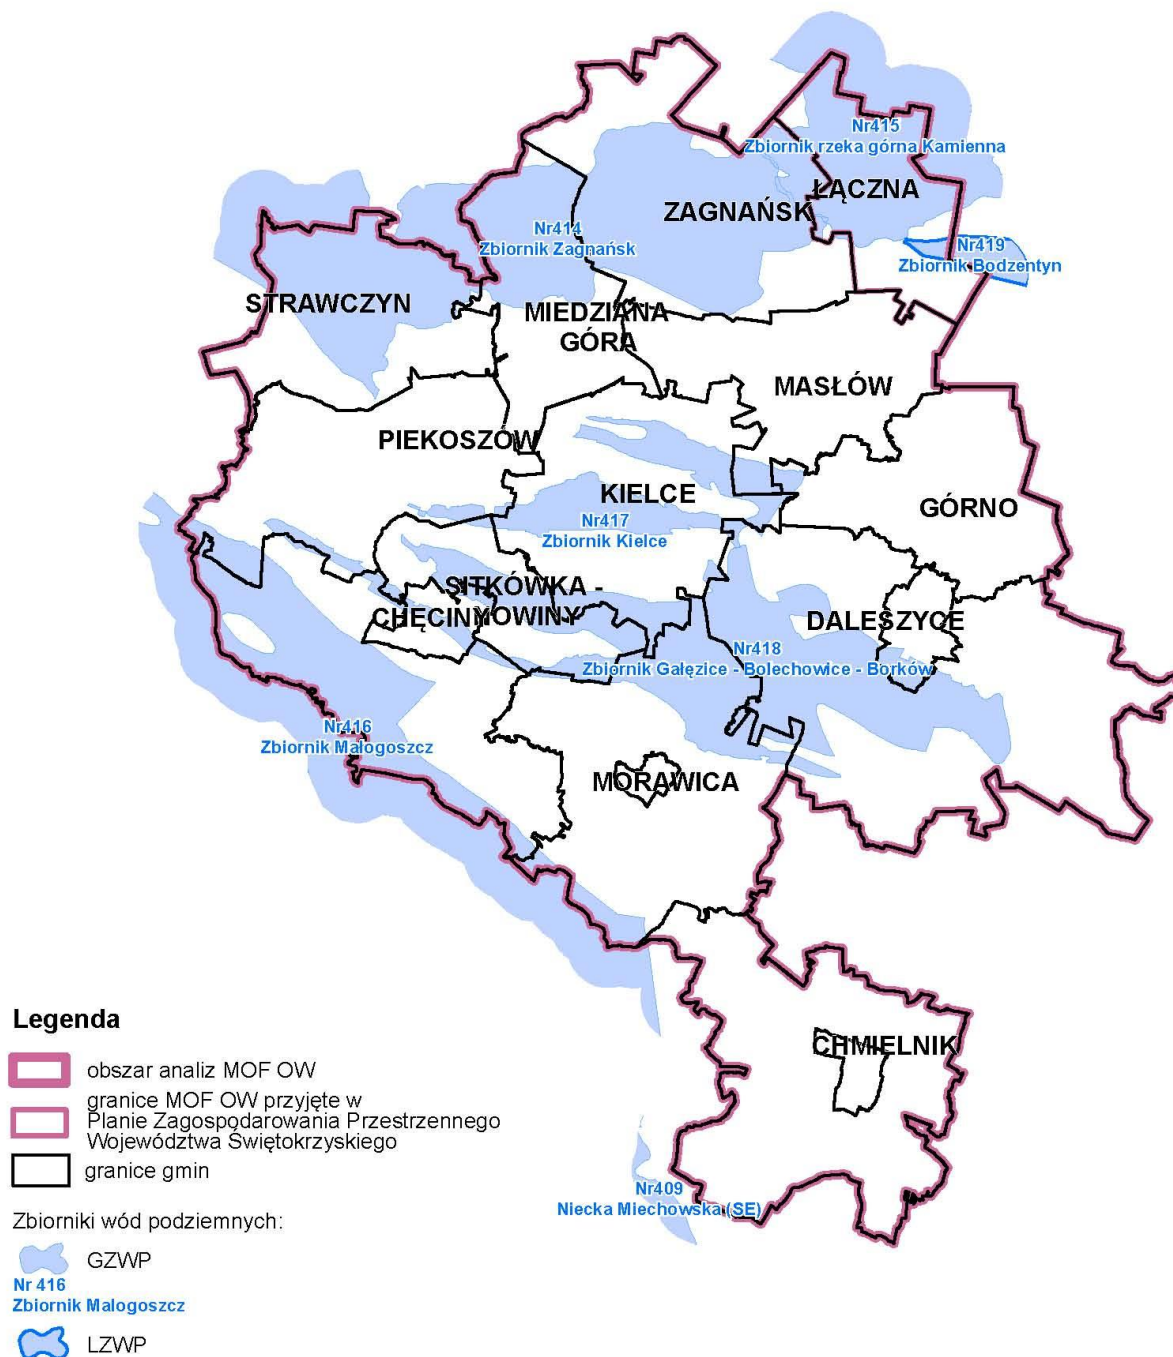 Nr415
Zbiornik rzeka górna Kamienna
ŁĄCZNA
ZAGNAŃSK
Nr414
Zbiornik Zagnańsk
Nr419
Zbiornik Bodzentyn
STRAWCZYN
MIEDZIANA
GÓRA
MASŁÓW
PIEKOSZÓW
KIELCE
GÓRNO
Nr417
Zbiornik Kielce
SITKÓWKA -
NOWINY
CHĘCINY
DALESZYCE
Nr418
Zbiornik Gałęzice - Bolechowice - Borków
Nr416
Zbiornik Małogoszcz
MORAWICA
CHMIELNIK
Nr409
Niecka Miechowska (SE)
Legenda
obszar analiz MOF OW
granice MOF OW przyjęte w
Planie Zagospodarowania Przestrzennego
Województwa Świętokrzyskiego
granice gmin
Zbiorniki wód podziemnych:
GZWP
Nr 416
Zbiornik Malogoszcz
LZWP